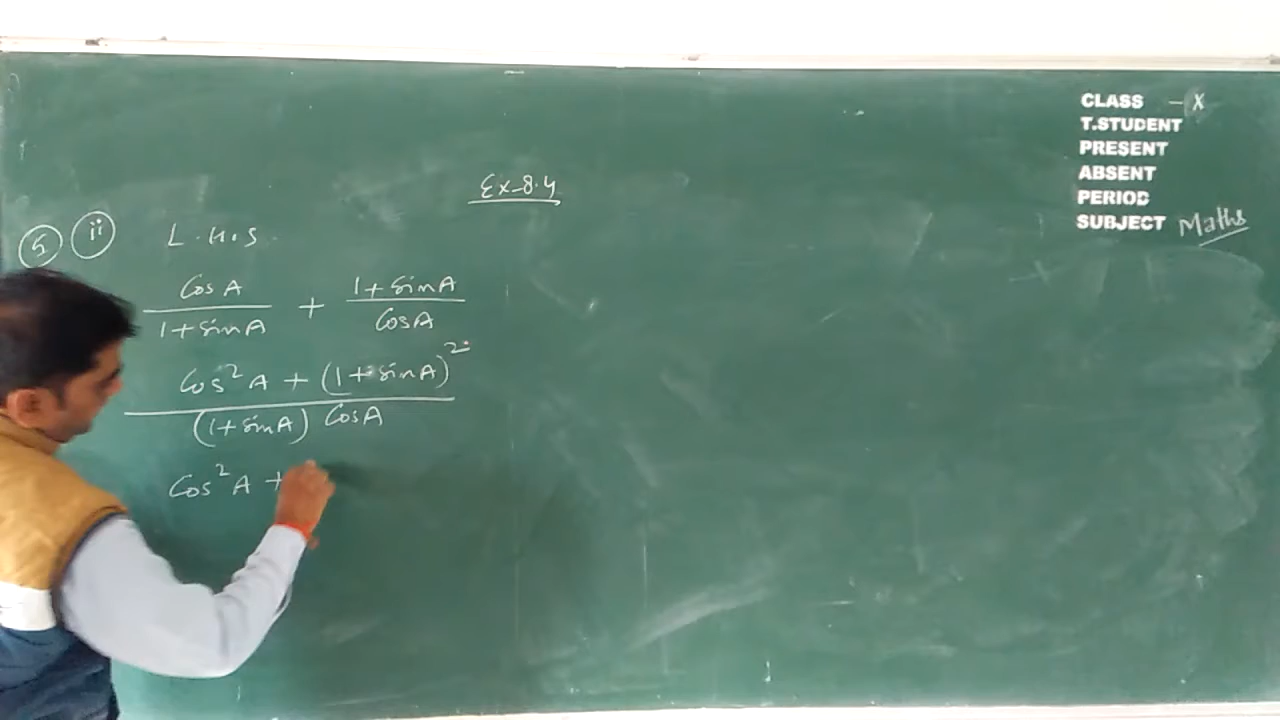 CLASS – X
T.STUDENT
PRESENT
ABSENT
PERIOD
SUBJECT Maths
Ex-8.4
5 ii L.H.S.
CosA/(1+sinA) + (1+sinA)/CosA
(Cos²A + (1+sinA)²)/((1+sinA) CosA)
Cos²A +